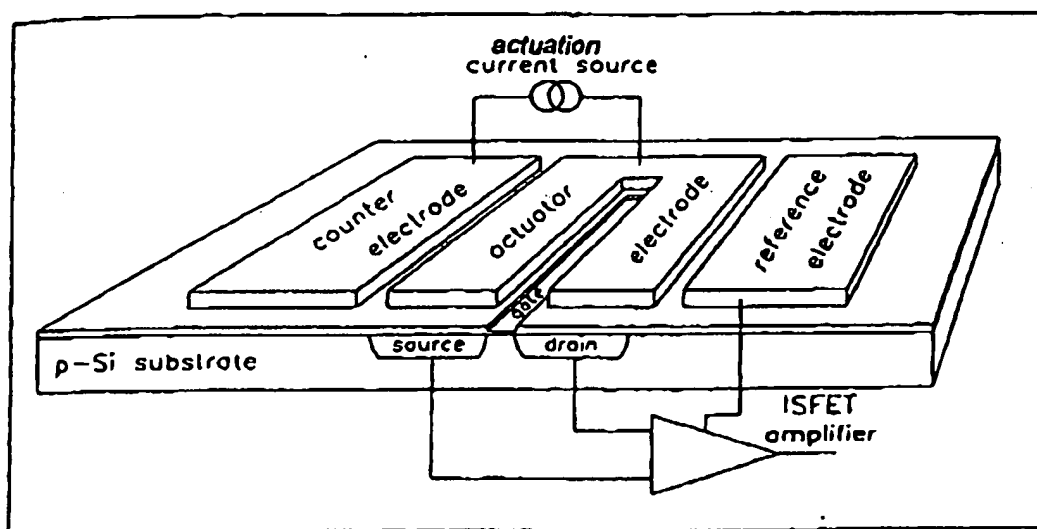 actuation
current source
counter
electrode
actuator
electrode
reference
electrode
gate
source
drain
p-Si substrate
ISFET
amplifier